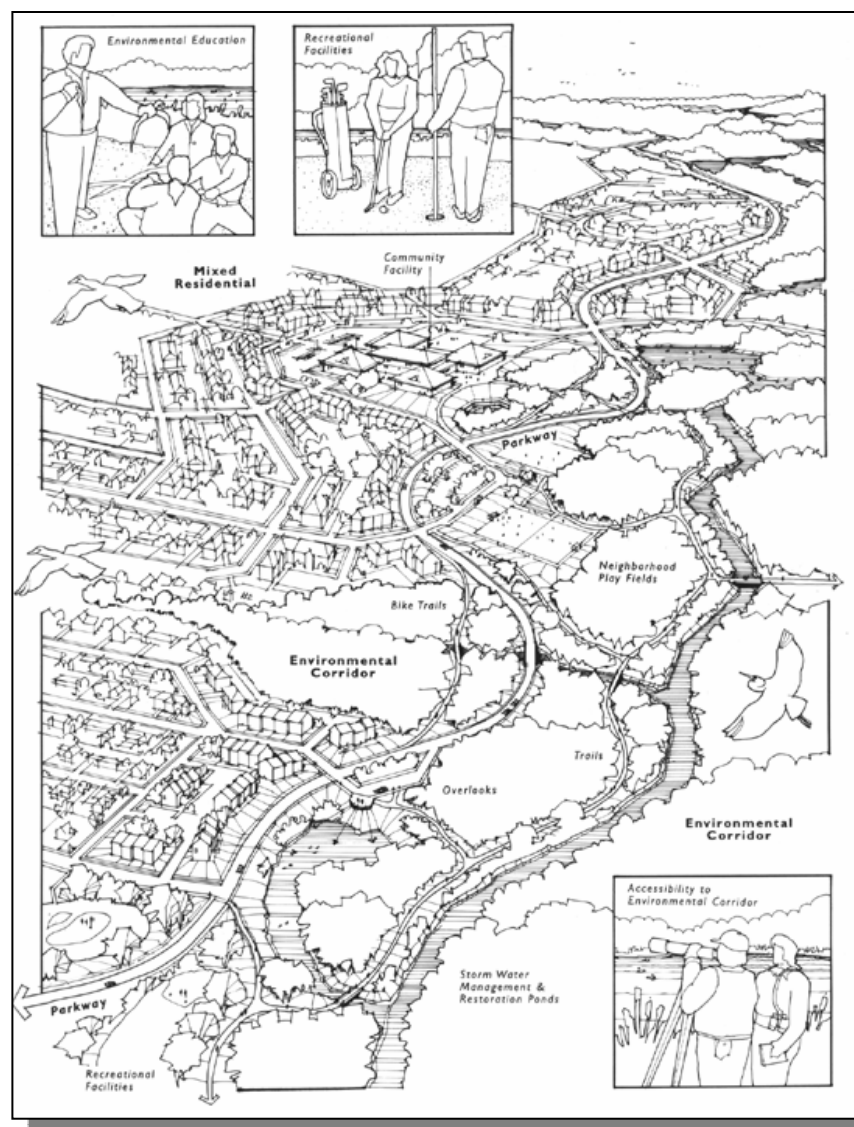 Environmental Education
Recreational
Facilities
Mixed
Residential
Community
Facility
Parkway
Neighborhood
Play Fields
Bike Trails
Environmental
Corridor
Trails
Overlooks
Environmental
Corridor
Accessibility to
Environmental Corridor
Storm Water
Management &
Restoration Ponds
Parkway
Recreational
Facilities